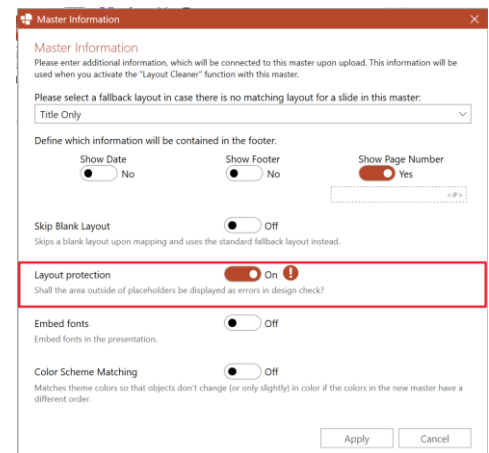 Master Information
Master Information
Please enter additional information, which will be connected to this master upon upload. This information will be
used when you activate the "Layout Cleaner" function with this master.
Please select a fallback layout in case there is no matching layout for a slide in this master:
Title Only
Define which information will be contained in the footer.
Show Date Show Footer Show Page Number
No No Yes
<#>
Skip Blank Layout Off
Skips a blank layout upon mapping and uses the standard fallback layout instead.
Layout protection On !
Shall the area outside of placeholders be displayed as errors in design check?
Embed fonts Off
Embed fonts in the presentation.
Color Scheme Matching Off
Matches theme colors so that objects don't change (or only slightly) in color if the colors in the new master have a
different order.
Apply Cancel